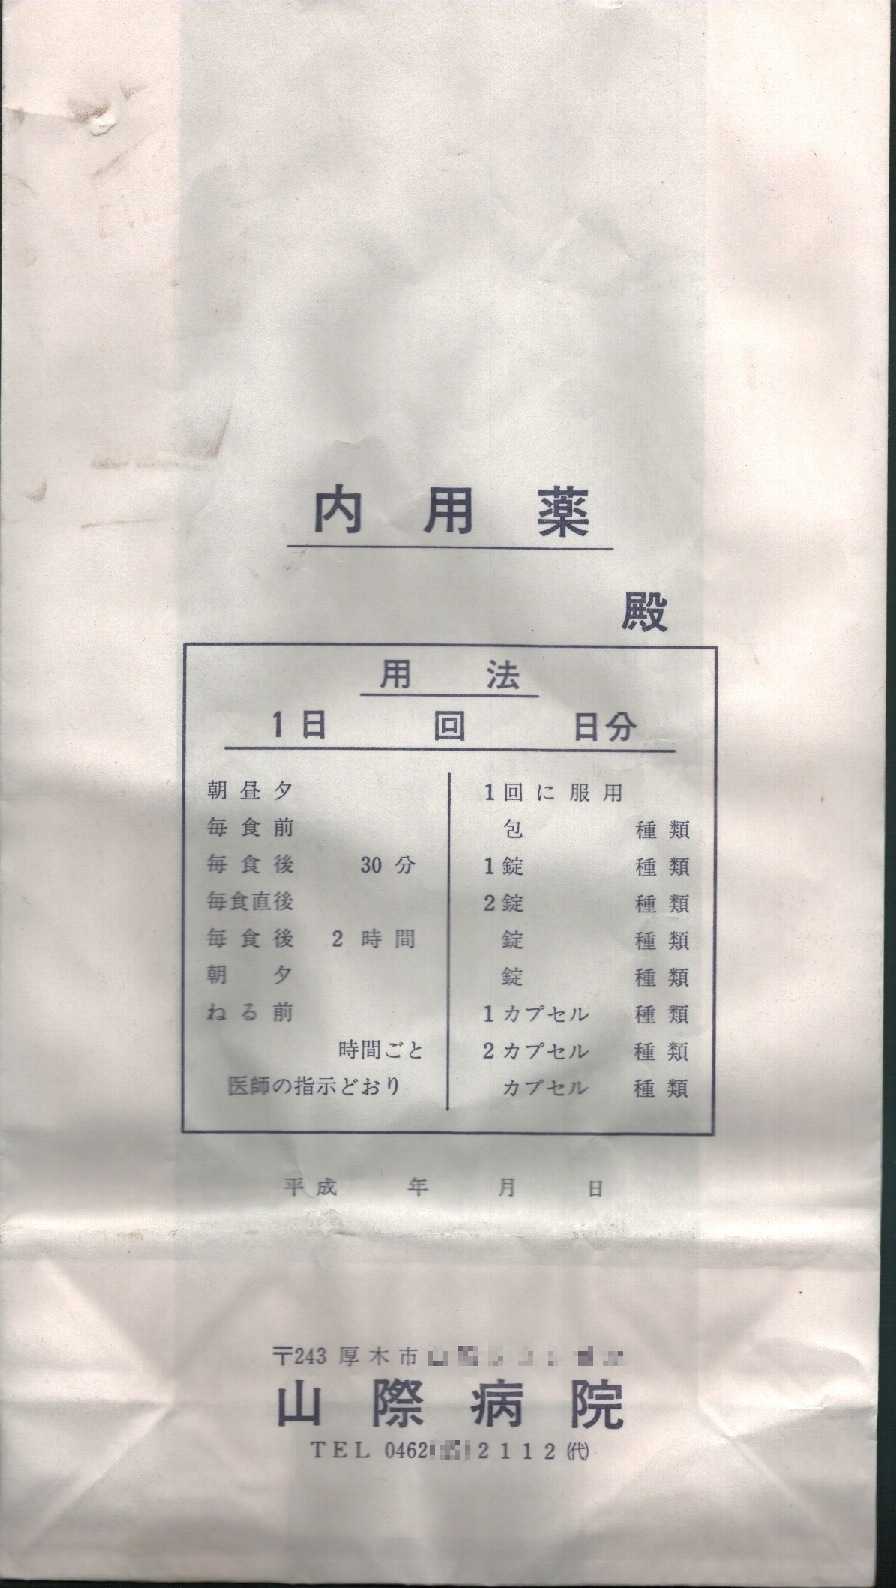 内用薬
殿
用法
1日 回 日分
朝昼夕
毎食前
毎食後 30分
毎食直後
毎食後 2時間
朝 夕
ねる前
時間ごと
医師の指示どおり
1回に服用
包 種類
1錠 種類
2錠 種類
錠 種類
錠 種類
1カプセル 種類
2カプセル 種類
カプセル 種類
平成 年 月 日
〒243 厚木市
山際病院
TEL 0462 2112㈹